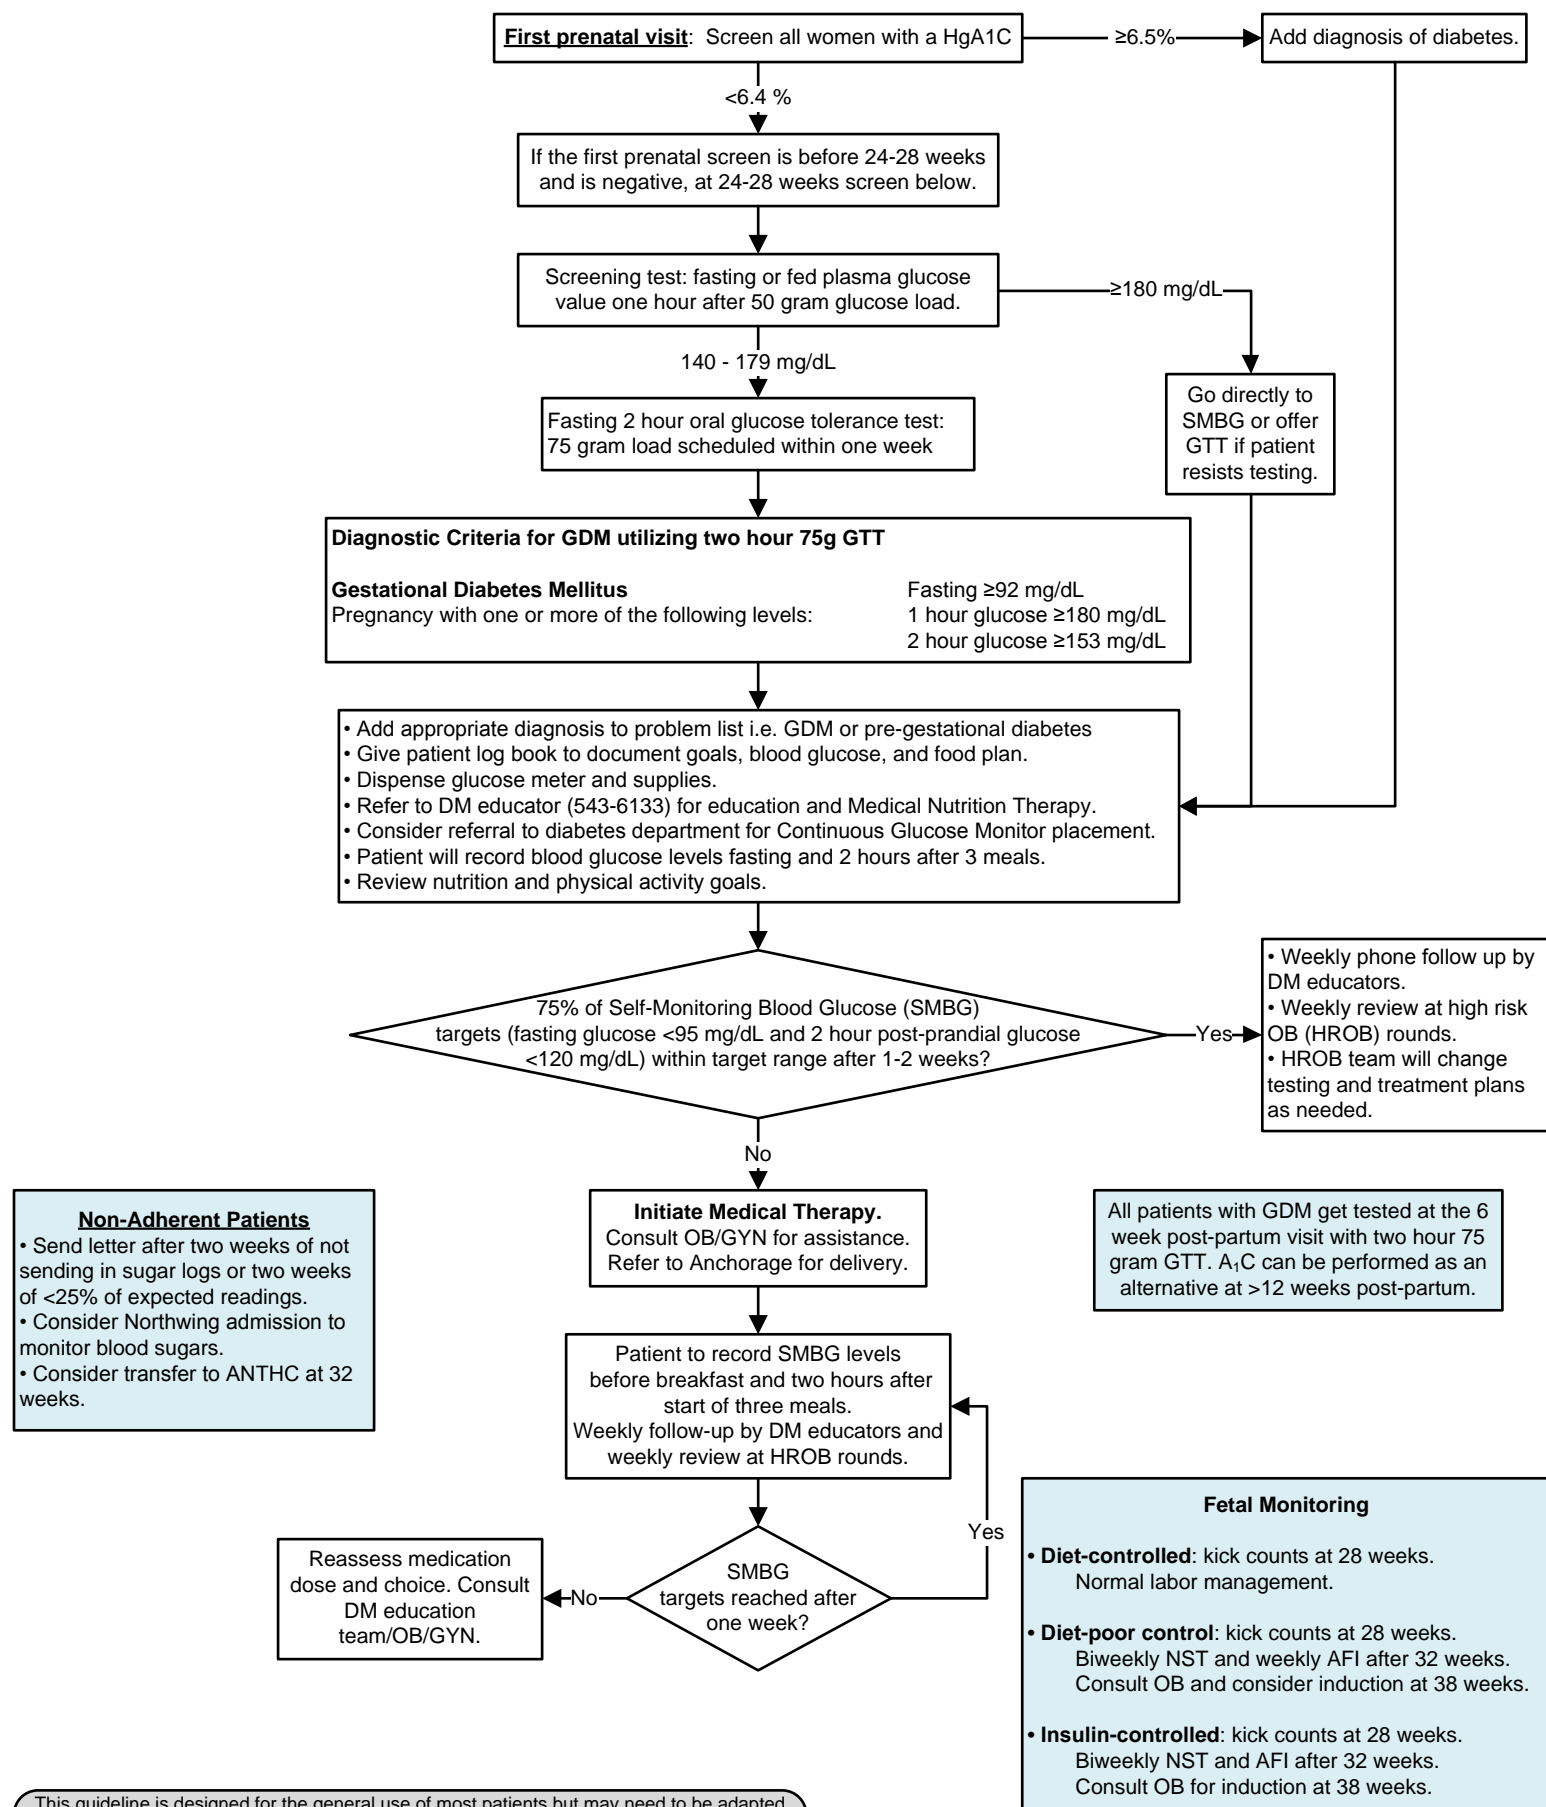 First prenatal visit: Screen all women with a HgA1C
≥6.5%
Add diagnosis of diabetes.
<6.4 %
If the first prenatal screen is before 24-28 weeks
and is negative, at 24-28 weeks screen below.
Screening test: fasting or fed plasma glucose
value one hour after 50 gram glucose load.
≥180 mg/dL
140 - 179 mg/dL
Go directly to
SMBG or offer
GTT if patient
resists testing.
Fasting 2 hour oral glucose tolerance test:
75 gram load scheduled within one week
Diagnostic Criteria for GDM utilizing two hour 75g GTT
Gestational Diabetes Mellitus
Pregnancy with one or more of the following levels:
Fasting ≥92 mg/dL
1 hour glucose ≥180 mg/dL
2 hour glucose ≥153 mg/dL
• Add appropriate diagnosis to problem list i.e. GDM or pre-gestational diabetes
• Give patient log book to document goals, blood glucose, and food plan.
• Dispense glucose meter and supplies.
• Refer to DM educator (543-6133) for education and Medical Nutrition Therapy.
• Consider referral to diabetes department for Continuous Glucose Monitor placement.
• Patient will record blood glucose levels fasting and 2 hours after 3 meals.
• Review nutrition and physical activity goals.
75% of Self-Monitoring Blood Glucose (SMBG)
targets (fasting glucose <95 mg/dL and 2 hour post-prandial glucose
<120 mg/dL) within target range after 1-2 weeks?
Yes
• Weekly phone follow up by
DM educators.
• Weekly review at high risk
OB (HROB) rounds.
• HROB team will change
testing and treatment plans
as needed.
No
Non-Adherent Patients
• Send letter after two weeks of not
sending in sugar logs or two weeks
of <25% of expected readings.
• Consider Northwing admission to
monitor blood sugars.
• Consider transfer to ANTHC at 32
weeks.
Initiate Medical Therapy.
Consult OB/GYN for assistance.
Refer to Anchorage for delivery.
All patients with GDM get tested at the 6
week post-partum visit with two hour 75
gram GTT. A₁C can be performed as an
alternative at >12 weeks post-partum.
Patient to record SMBG levels
before breakfast and two hours after
start of three meals.
Weekly follow-up by DM educators and
weekly review at HROB rounds.
Yes
SMBG
targets reached after
one week?
No
Reassess medication
dose and choice. Consult
DM education
team/OB/GYN.
Fetal Monitoring
• Diet-controlled: kick counts at 28 weeks.
Normal labor management.
• Diet-poor control: kick counts at 28 weeks.
Biweekly NST and weekly AFI after 32 weeks.
Consult OB and consider induction at 38 weeks.
• Insulin-controlled: kick counts at 28 weeks.
Biweekly NST and AFI after 32 weeks.
Consult OB for induction at 38 weeks.
This guideline is designed for the general use of most patients but may need to be adapted